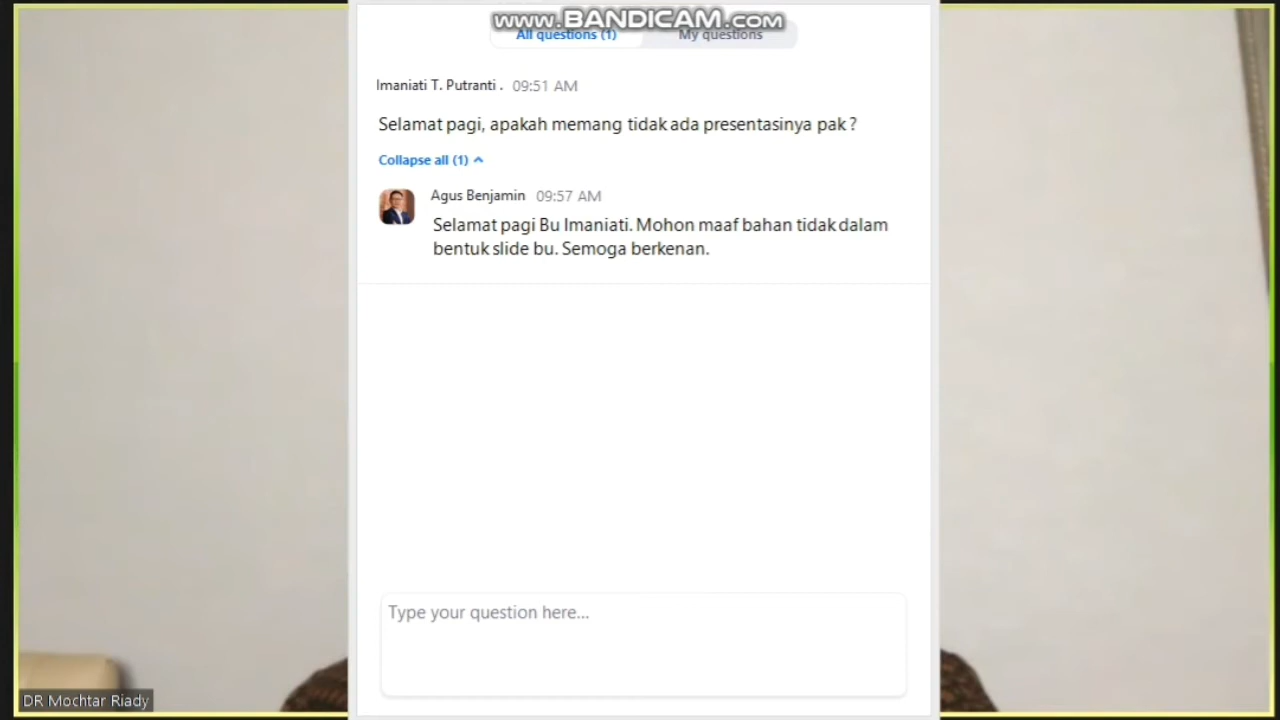 www.BANDICAM.com
All questions (1) My questions
Imaniati T. Putranti . 09:51 AM
Selamat pagi, apakah memang tidak ada presentasinya pak ?
Collapse all (1)
Agus Benjamin 09:57 AM
Selamat pagi Bu Imaniati. Mohon maaf bahan tidak dalam
bentuk slide bu. Semoga berkenan.
Type your question here...
DR Mochtar Riady